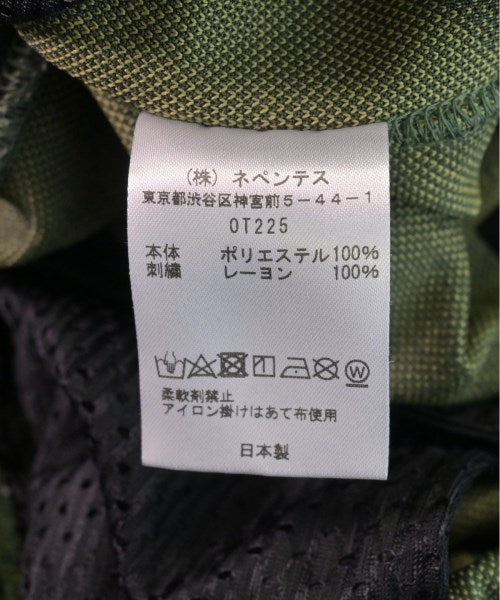 (株) ネペンテス
東京都渋谷区神宮前5-44-1
OT225
本体 ポリエステル100%
刺繍 レーヨン 100%
W
柔軟剤禁止
アイロン掛けはあて布使用
日本製